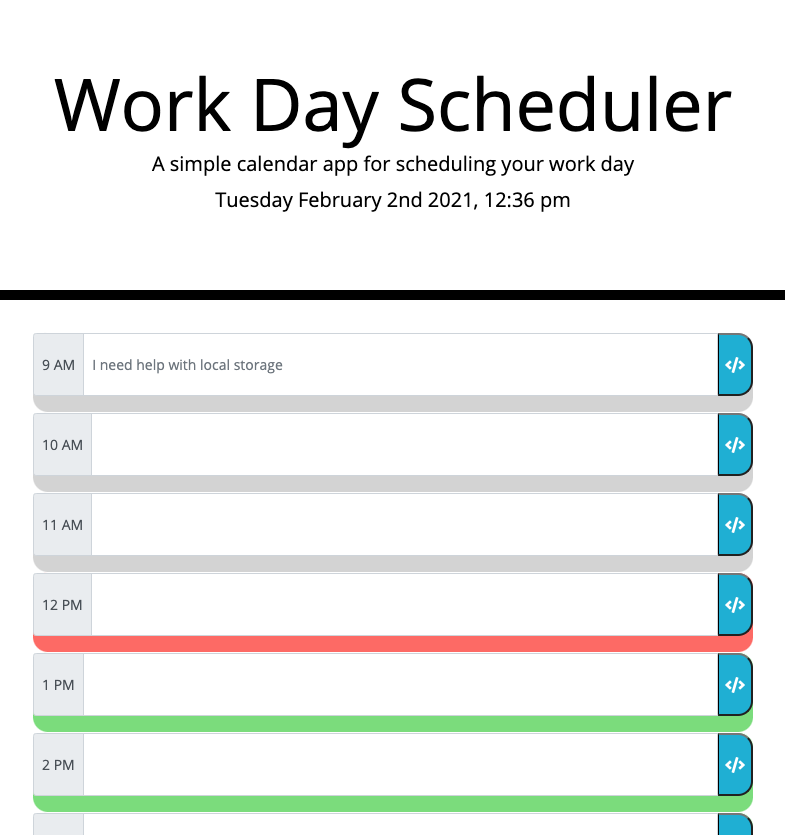 Work Day Scheduler
A simple calendar app for scheduling your work day
Tuesday February 2nd 2021, 12:36 pm
9 AM I need help with local storage
10 AM
11 AM
12 PM
1 PM
2 PM